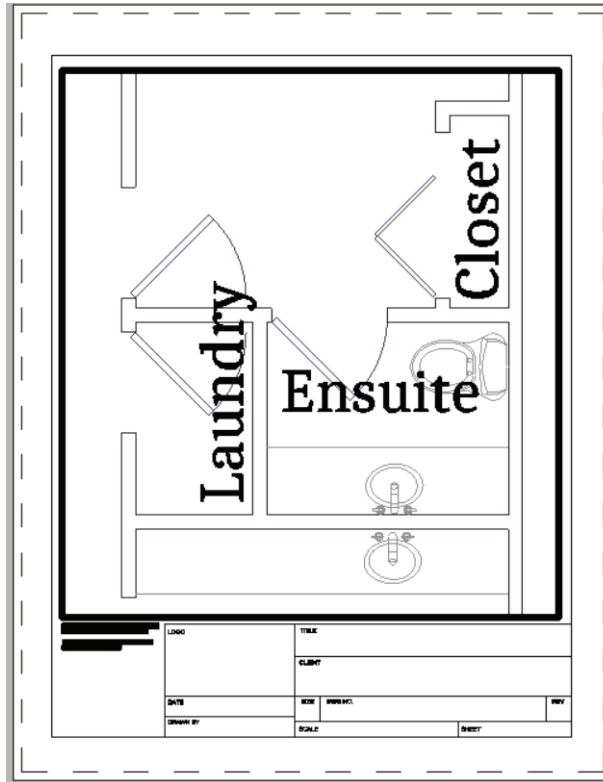 Closet
Laundry
Ensuite
LOGO
TITLE
CLIENT
DATE
SIZE
REV
DRAWN BY
SCALE
SHEET